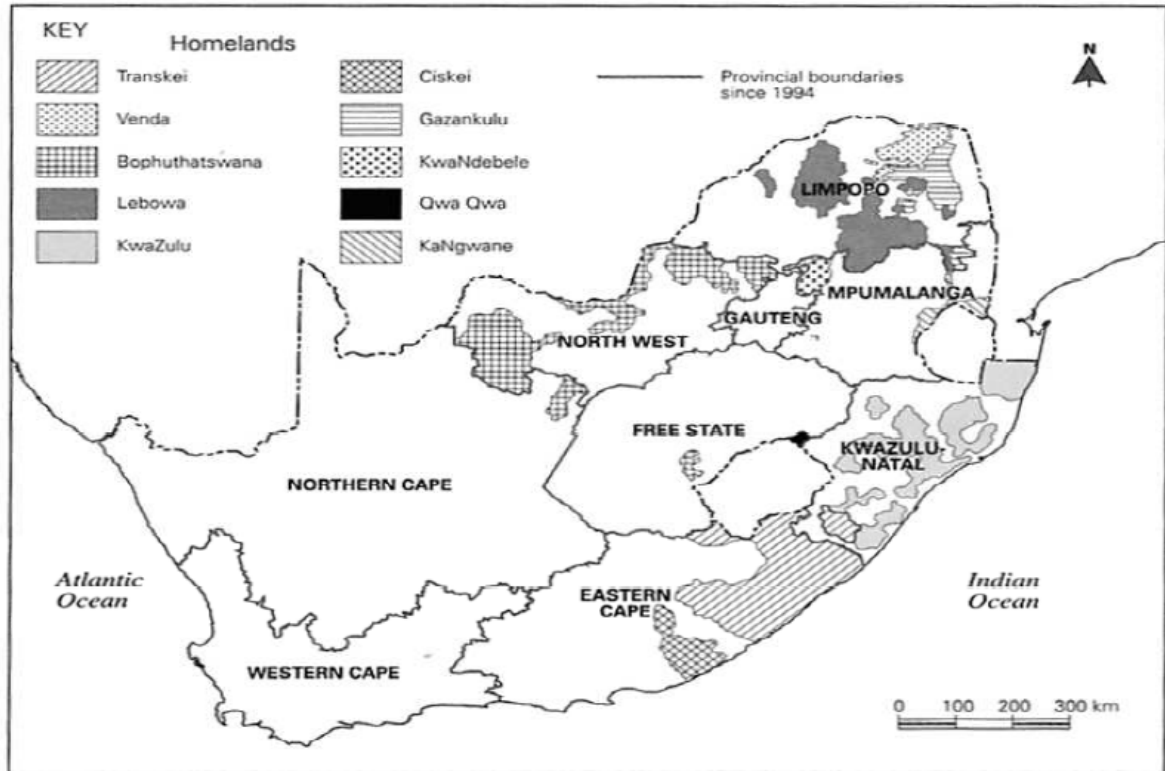 KEY
Homelands
Transkei
Venda
Bophuthatswana
Lebowa
KwaZulu
Ciskei
Gazankulu
KwaNdebele
Qwa Qwa
KaNgwane
Provincial boundaries
since 1994
N
LIMPOPO
MPUMALANGA
GAUTENG
NORTH WEST
FREE STATE
KWAZULU-
NATAL
NORTHERN CAPE
EASTERN
CAPE
WESTERN CAPE
Atlantic
Ocean
Indian
Ocean
0 100 200 300 km